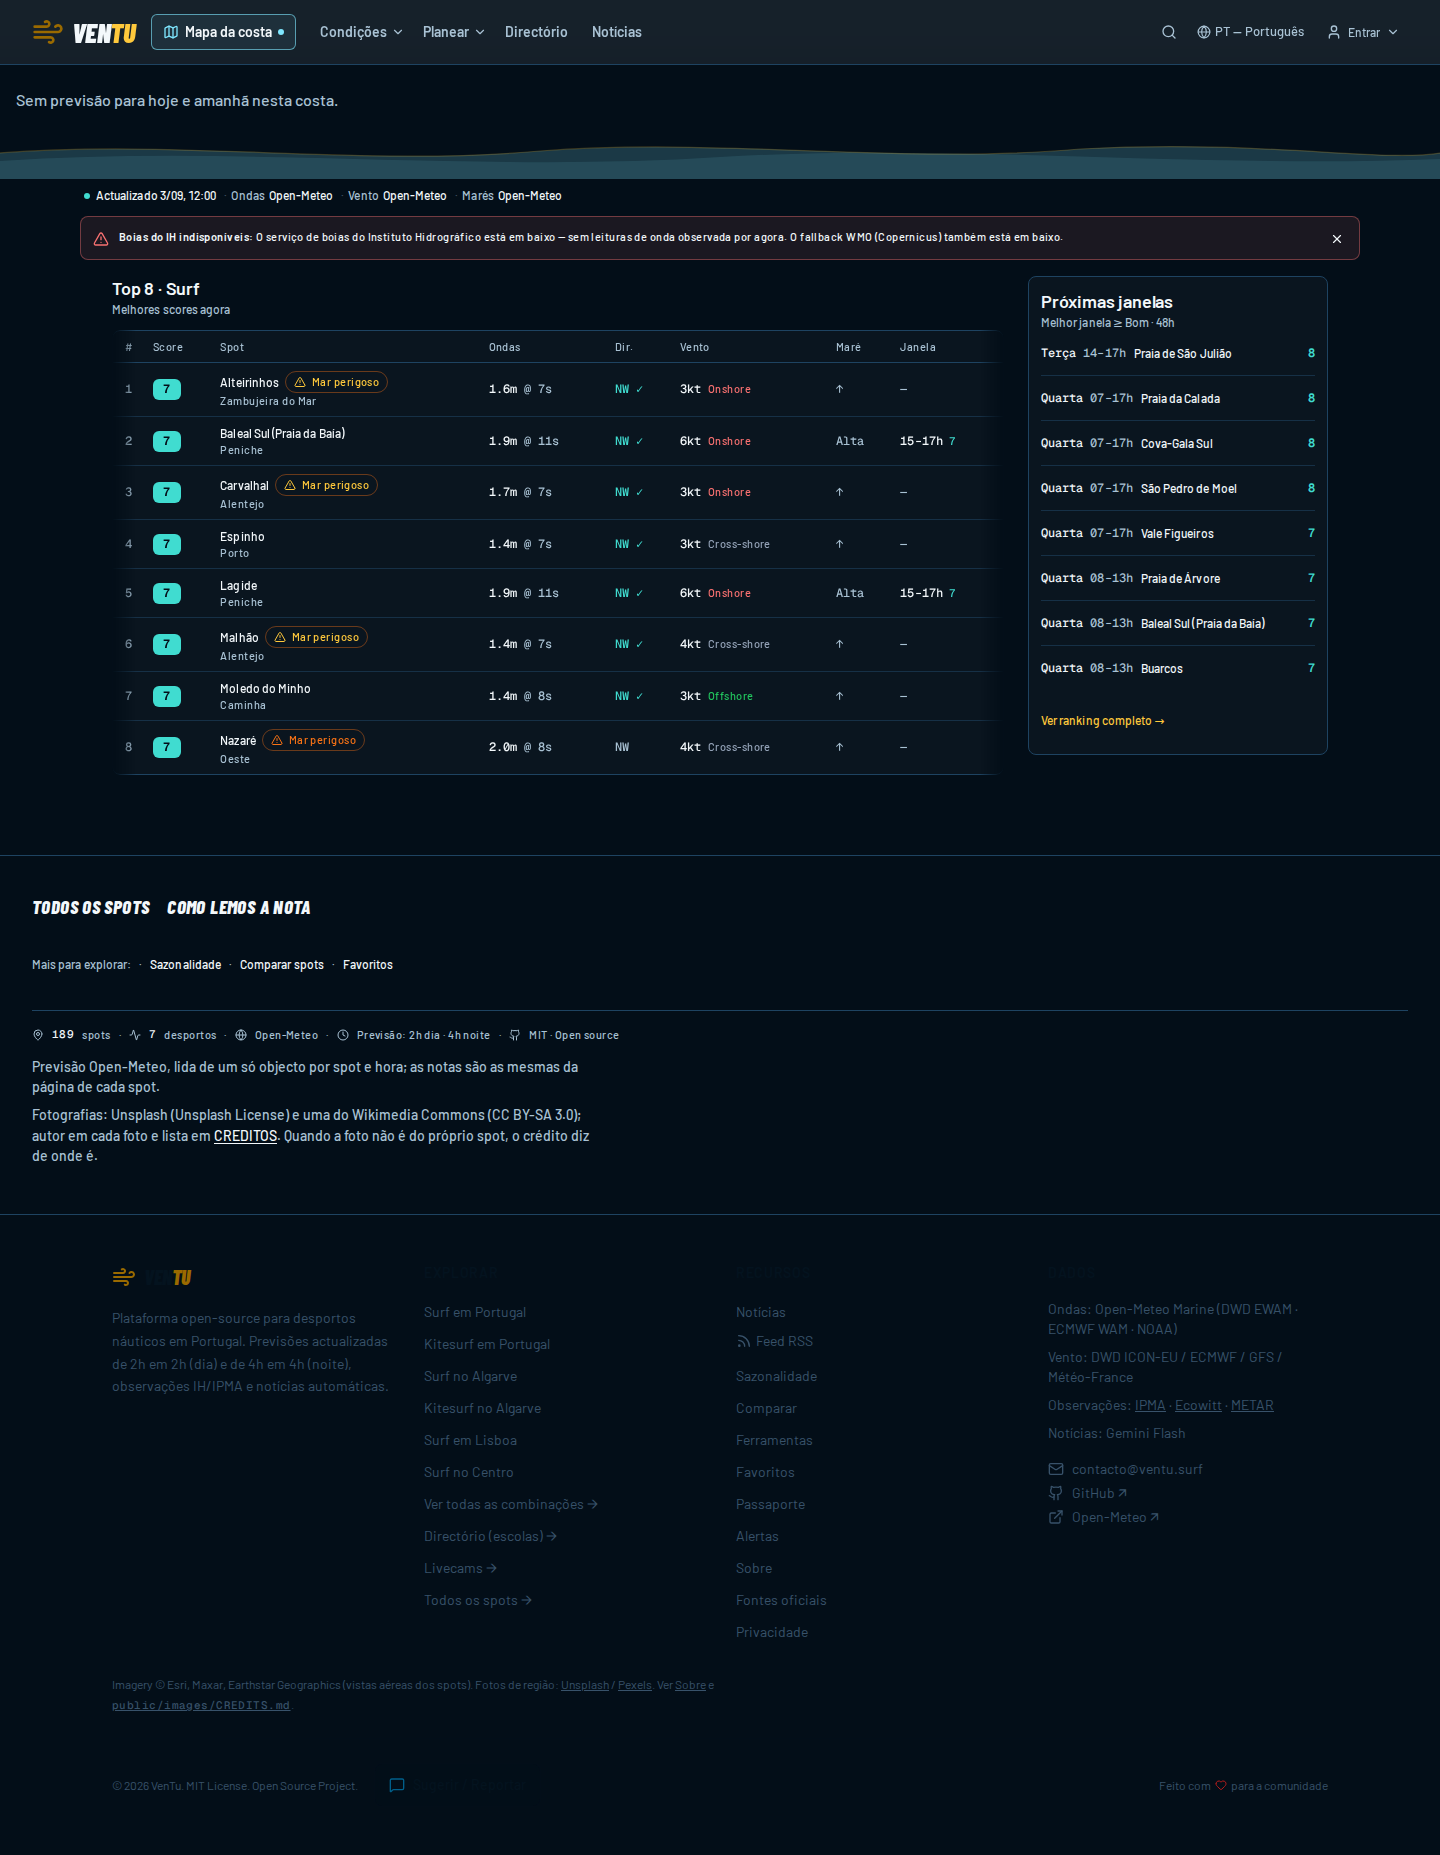 VENTU
Mapa da costa
Condições
Planear
Directório
Notícias
PT — Português
Entrar
Sem previsão para hoje e amanhã nesta costa.
Actualizado 3/09, 12:00 · Ondas Open-Meteo · Vento Open-Meteo · Marés Open-Meteo
Boias do IH indisponíveis: O serviço de boias do Instituto Hidrográfico está em baixo — sem leituras de onda observada por agora. O fallback WMO (Copernicus) também está em baixo.
Top 8 · Surf
Melhores scores agora
# Score Spot Ondas Dir. Vento Maré Janela
1 7 Alteirinhos Mar perigoso 1.6m @ 7s NW ✓ 3kt Onshore ↑ —
Zambujeira do Mar
2 7 Baleal Sul (Praia da Baía) 1.9m @ 11s NW ✓ 6kt Onshore Alta 15–17h 7
Peniche
3 7 Carvalhal Mar perigoso 1.7m @ 7s NW ✓ 3kt Onshore ↑ —
Alentejo
4 7 Espinho 1.4m @ 7s NW ✓ 3kt Cross-shore ↑ —
Porto
5 7 Lagide 1.9m @ 11s NW ✓ 6kt Onshore Alta 15–17h 7
Peniche
6 7 Malhão Mar perigoso 1.4m @ 7s NW ✓ 4kt Cross-shore ↑ —
Alentejo
7 7 Moledo do Minho 1.4m @ 8s NW ✓ 3kt Offshore ↑ —
Caminha
8 7 Nazaré Mar perigoso 2.0m @ 8s NW 4kt Cross-shore ↑ —
Oeste
Próximas janelas
Melhor janela ≥ Bom · 48h
Terça 14–17h Praia de São Julião 8
Quarta 07–17h Praia da Calada 8
Quarta 07–17h Cova-Gala Sul 8
Quarta 07–17h São Pedro de Moel 8
Quarta 07–17h Vale Figueiros 7
Quarta 08–13h Praia de Árvore 7
Quarta 08–13h Baleal Sul (Praia da Baía) 7
Quarta 08–13h Buarcos 7
Ver ranking completo →
TODOS OS SPOTS COMO LEMOS A NOTA
Mais para explorar: · Sazonalidade · Comparar spots · Favoritos
189 spots · 7 desportos · Open-Meteo · Previsão: 2h dia · 4h noite · MIT · Open source
Previsão Open-Meteo, lida de um só objecto por spot e hora; as notas são as mesmas da
página de cada spot.
Fotografias: Unsplash (Unsplash License) e uma do Wikimedia Commons (CC BY-SA 3.0);
autor em cada foto e lista em CREDITOS. Quando a foto não é do próprio spot, o crédito diz
de onde é.
VENTU
Plataforma open-source para desportos
náuticos em Portugal. Previsões actualizadas
de 2h em 2h (dia) e de 4h em 4h (noite),
observações IH/IPMA e notícias automáticas.
Surf em Portugal
Kitesurf em Portugal
Surf no Algarve
Kitesurf no Algarve
Surf em Lisboa
Surf no Centro
Ver todas as combinações →
Directório (escolas) →
Livecams →
Todos os spots →
Notícias
Feed RSS
Sazonalidade
Comparar
Ferramentas
Favoritos
Passaporte
Alertas
Sobre
Fontes oficiais
Privacidade
Ondas: Open-Meteo Marine (DWD EWAM ·
ECMWF WAM · NOAA)
Vento: DWD ICON-EU / ECMWF / GFS /
Météo-France
Observações: IPMA · Ecowitt · METAR
Notícias: Gemini Flash
contacto@ventu.surf
GitHub ↗
Open-Meteo ↗
Imagery © Esri, Maxar, Earthstar Geographics (vistas aéreas dos spots). Fotos de região: Unsplash / Pexels. Ver Sobre e
public/images/CREDITS.md.
© 2026 VenTu. MIT License. Open Source Project.
Feito com ♡ para a comunidade